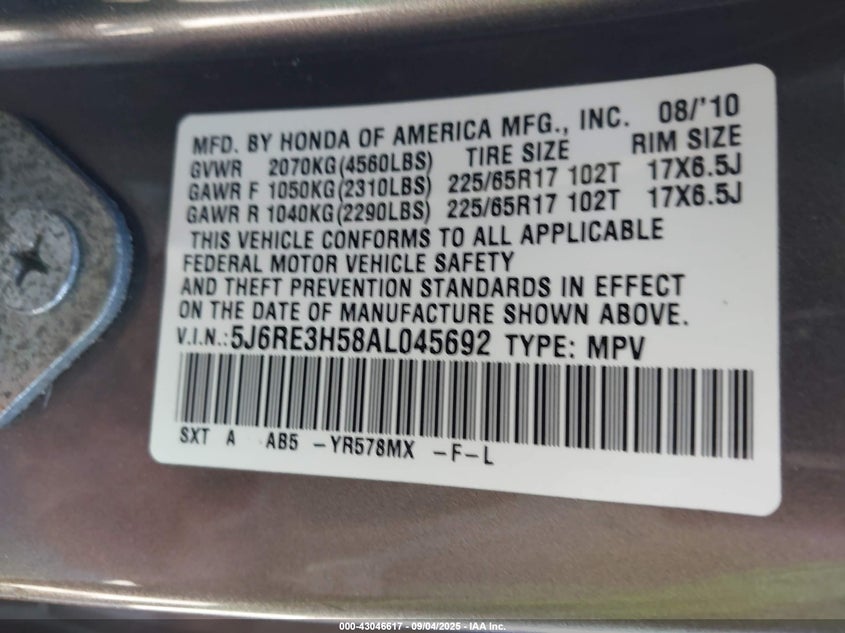 MFD. BY HONDA OF AMERICA MFG., INC. 08/'10
GVWR 2070KG(4560LBS) TIRE SIZE RIM SIZE
GAWR F 1050KG(2310LBS) 225/65R17 102T 17X6.5J
GAWR R 1040KG(2290LBS) 225/65R17 102T 17X6.5J
THIS VEHICLE CONFORMS TO ALL APPLICABLE
FEDERAL MOTOR VEHICLE SAFETY
AND THEFT PREVENTION STANDARDS IN EFFECT
ON THE DATE OF MANUFACTURE SHOWN ABOVE.
V.I.N.:5J6RE3H58AL045692 TYPE: MPV
SXT A AB5 -YR578MX -F-L
000-43046617 - 09/04/2025 - IAA Inc.